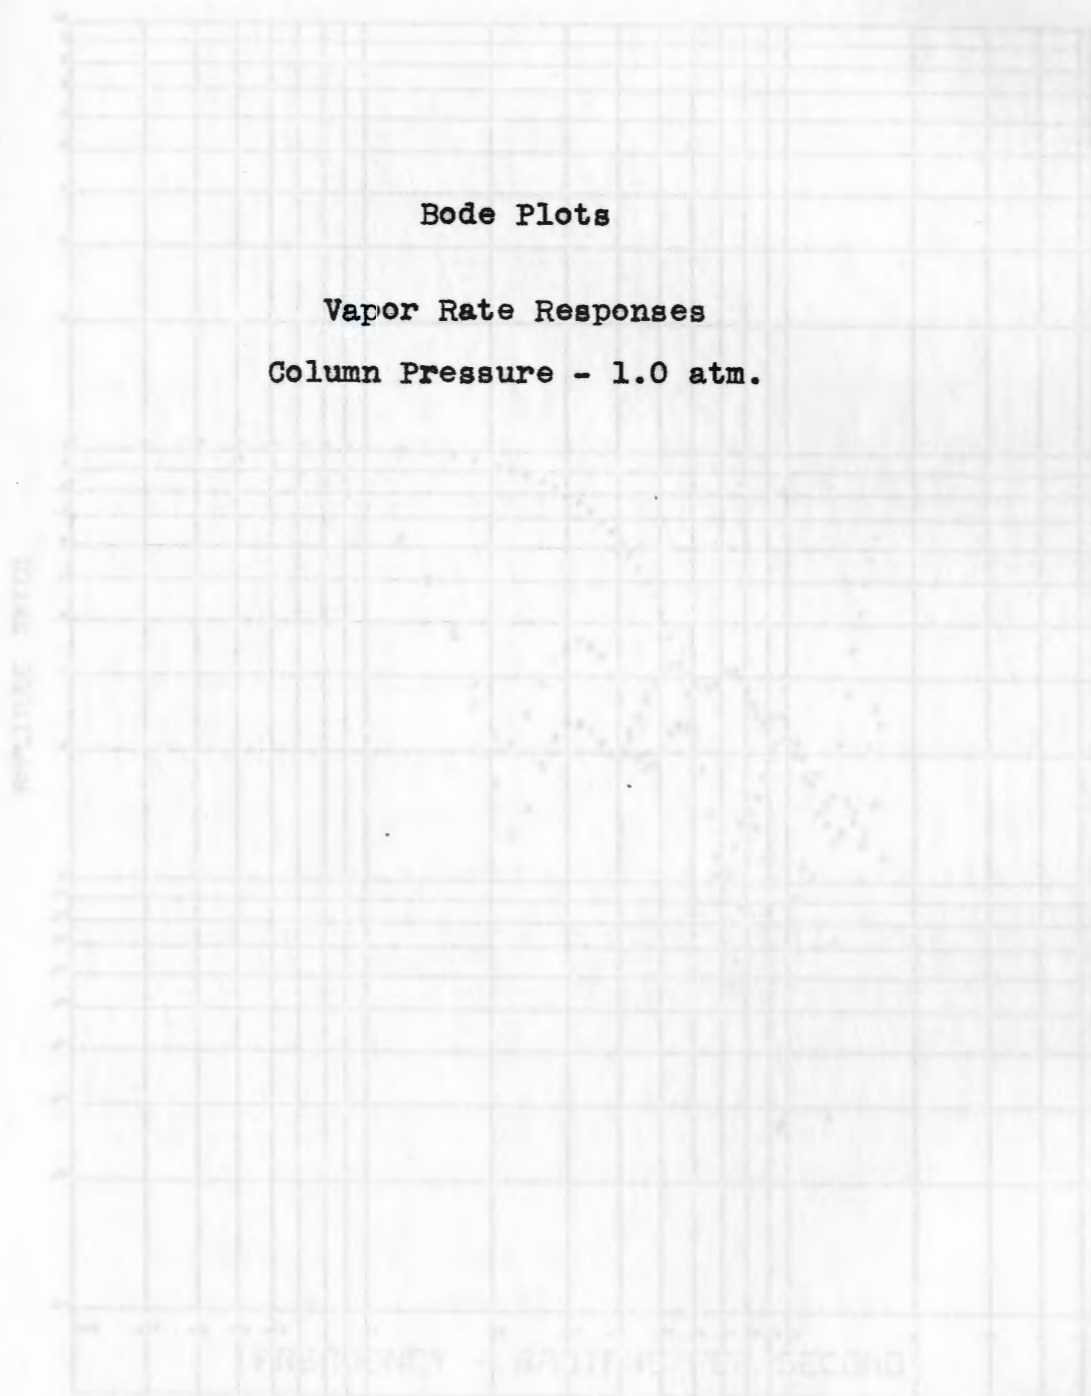 Bode Plots
Vapor Rate Responses
Column Pressure - 1.0 atm.